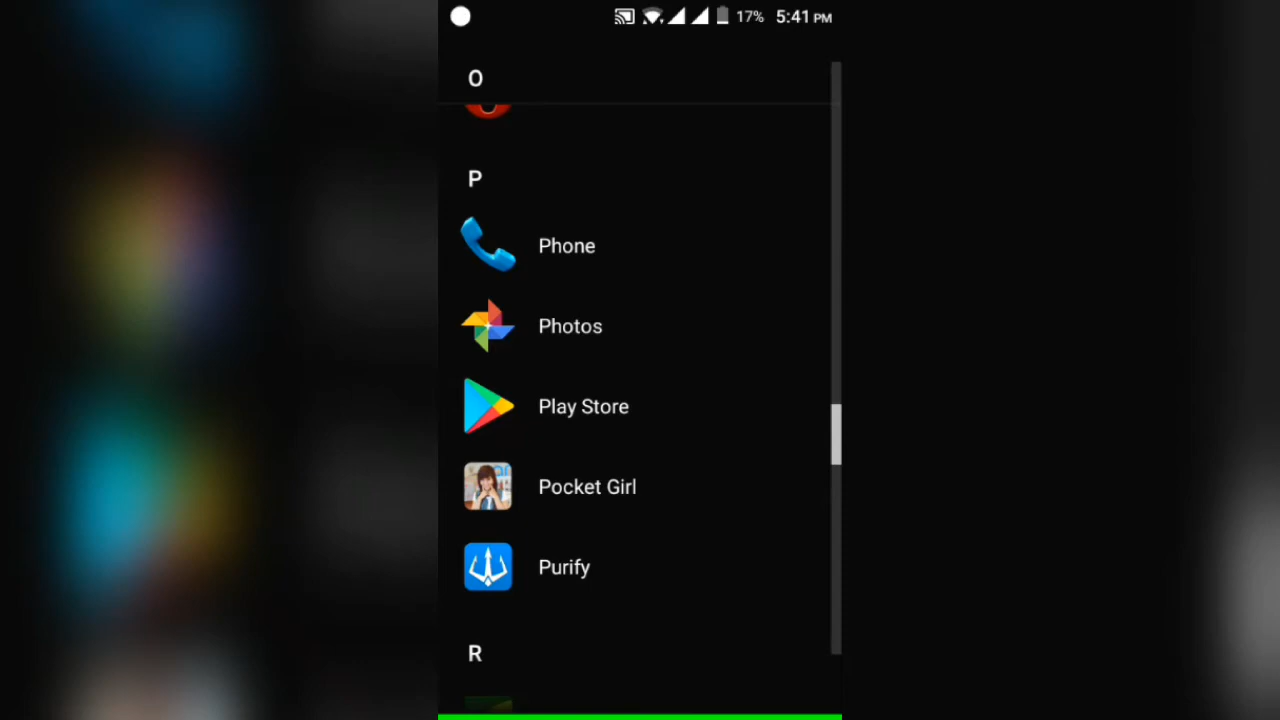 17% 5:41 PM
O
P
Phone
Photos
Play Store
Pocket Girl
Purify
R